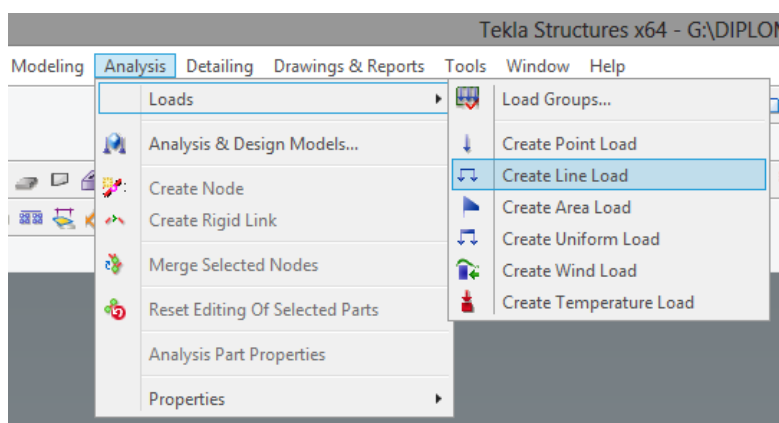 Tekla Structures x64 - G:\DIPLOM
Modeling Analysis Detailing Drawings & Reports Tools Window Help
Loads
Analysis & Design Models...
Create Node
Create Rigid Link
Merge Selected Nodes
Reset Editing Of Selected Parts
Analysis Part Properties
Properties
Load Groups...
Create Point Load
Create Line Load
Create Area Load
Create Uniform Load
Create Wind Load
Create Temperature Load